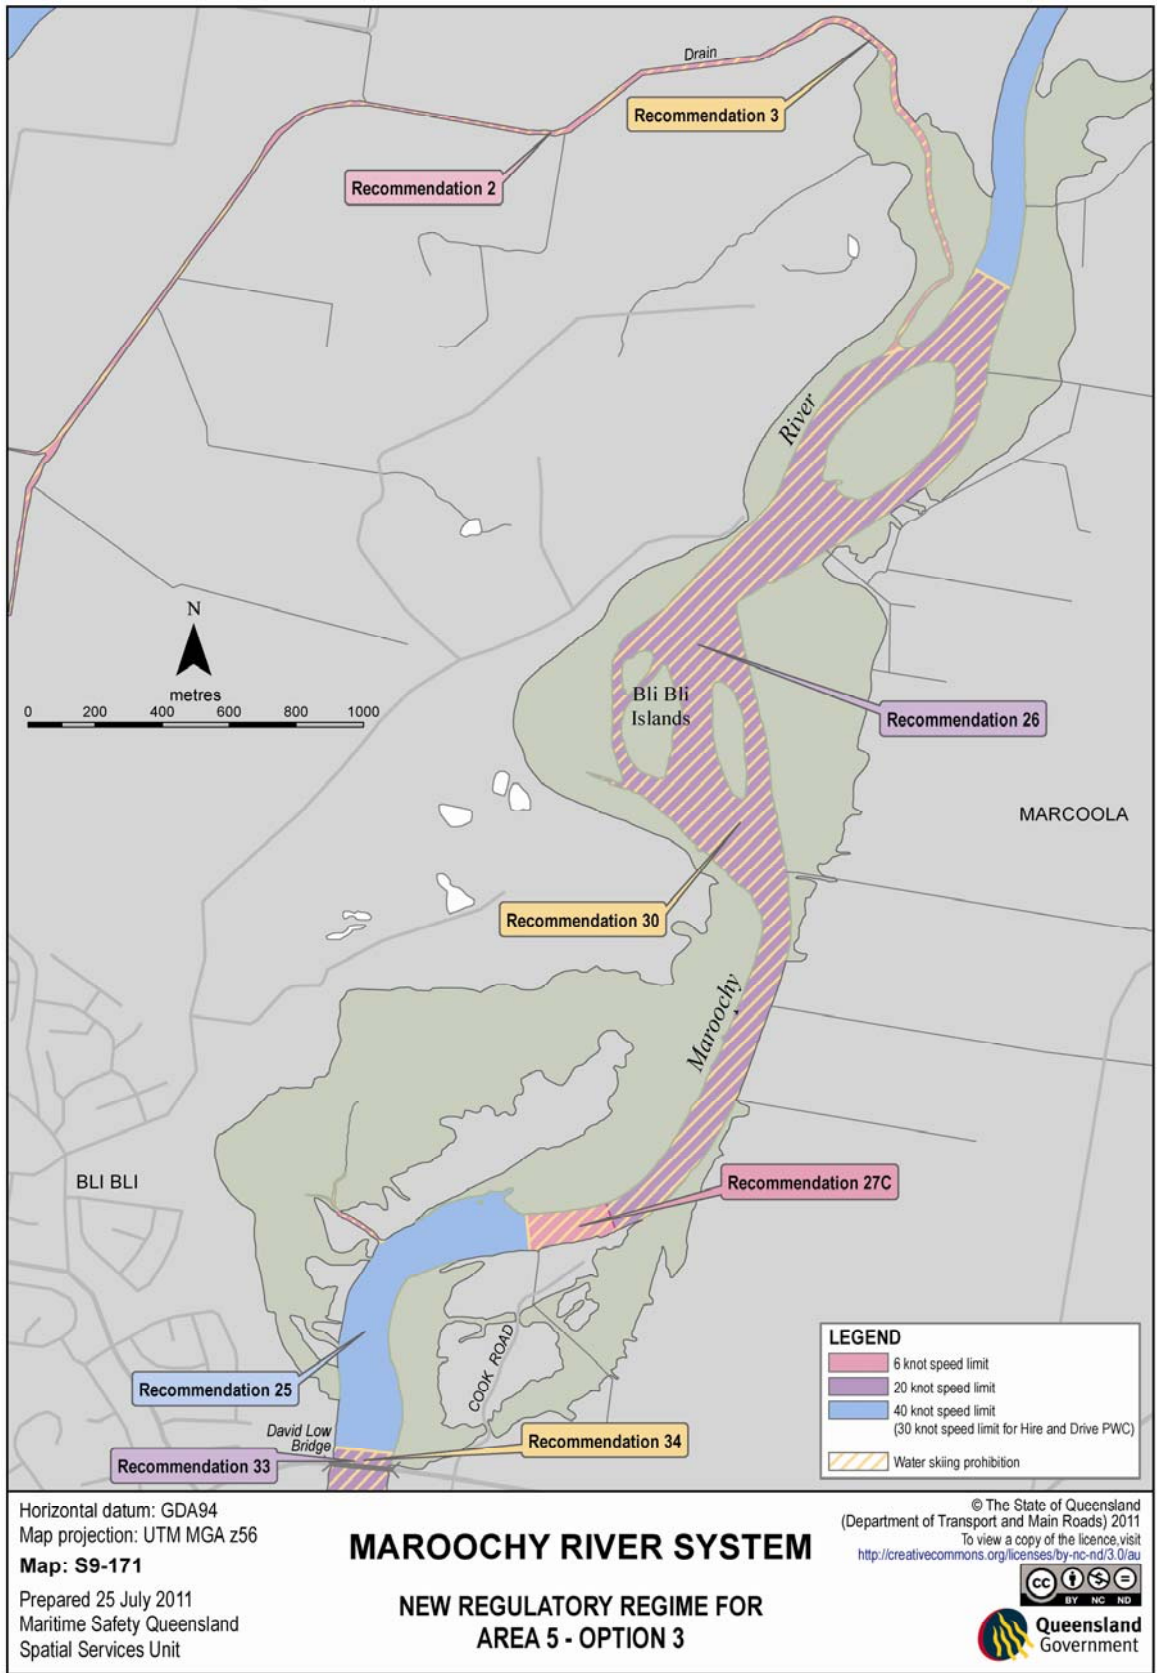 Drain
Recommendation 3
Recommendation 2
River
N
metres
0 200 400 600 800 1000
Bli Bli
Islands
Recommendation 26
MARCOOLA
Recommendation 30
Maroochy
BLI BLI
Recommendation 27C
COOK ROAD
Recommendation 25
David Low
Bridge
Recommendation 34
Recommendation 33
LEGEND
6 knot speed limit
20 knot speed limit
40 knot speed limit
(30 knot speed limit for Hire and Drive PWC)
Water skiing prohibition
Horizontal datum: GDA94
Map projection: UTM MGA z56
Map: S9-171
Prepared 25 July 2011
Maritime Safety Queensland
Spatial Services Unit
MAROOCHY RIVER SYSTEM
NEW REGULATORY REGIME FOR
AREA 5 - OPTION 3
© The State of Queensland
(Department of Transport and Main Roads) 2011
To view a copy of the licence,visit
http://creativecommons.org/licenses/by-nc-nd/3.0/au
cc
BY NC ND
Queensland
Government